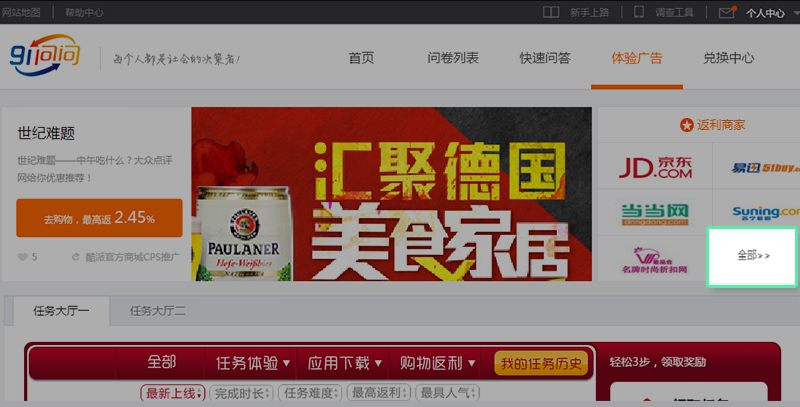 网站地图 帮助中心 新手上路 调查工具 个人中心
91问问 每个人都是社会的决策者! 首页 问卷列表 快速问答 体验广告 兑换中心
世纪难题
世纪难题——中午吃什么？大众点评
网给你优惠推荐！
去购物，最高返 2.45%
5 酷派官方商城CPS推广
汇聚德国
美食家居
PAULANER
Hefe-Weißbier
返利商家
JD.COM 京东
易迅 51buy.co
当当网
dangdang.com
Suning.com
苏宁易购
唯品会
名牌时尚折扣网
全部>>
任务大厅一 任务大厅二
全部 任务体验 应用下载 购物返利 我的任务历史
最新上线 完成时长 任务难度 最高返利 最具人气
轻松3步，领取奖励